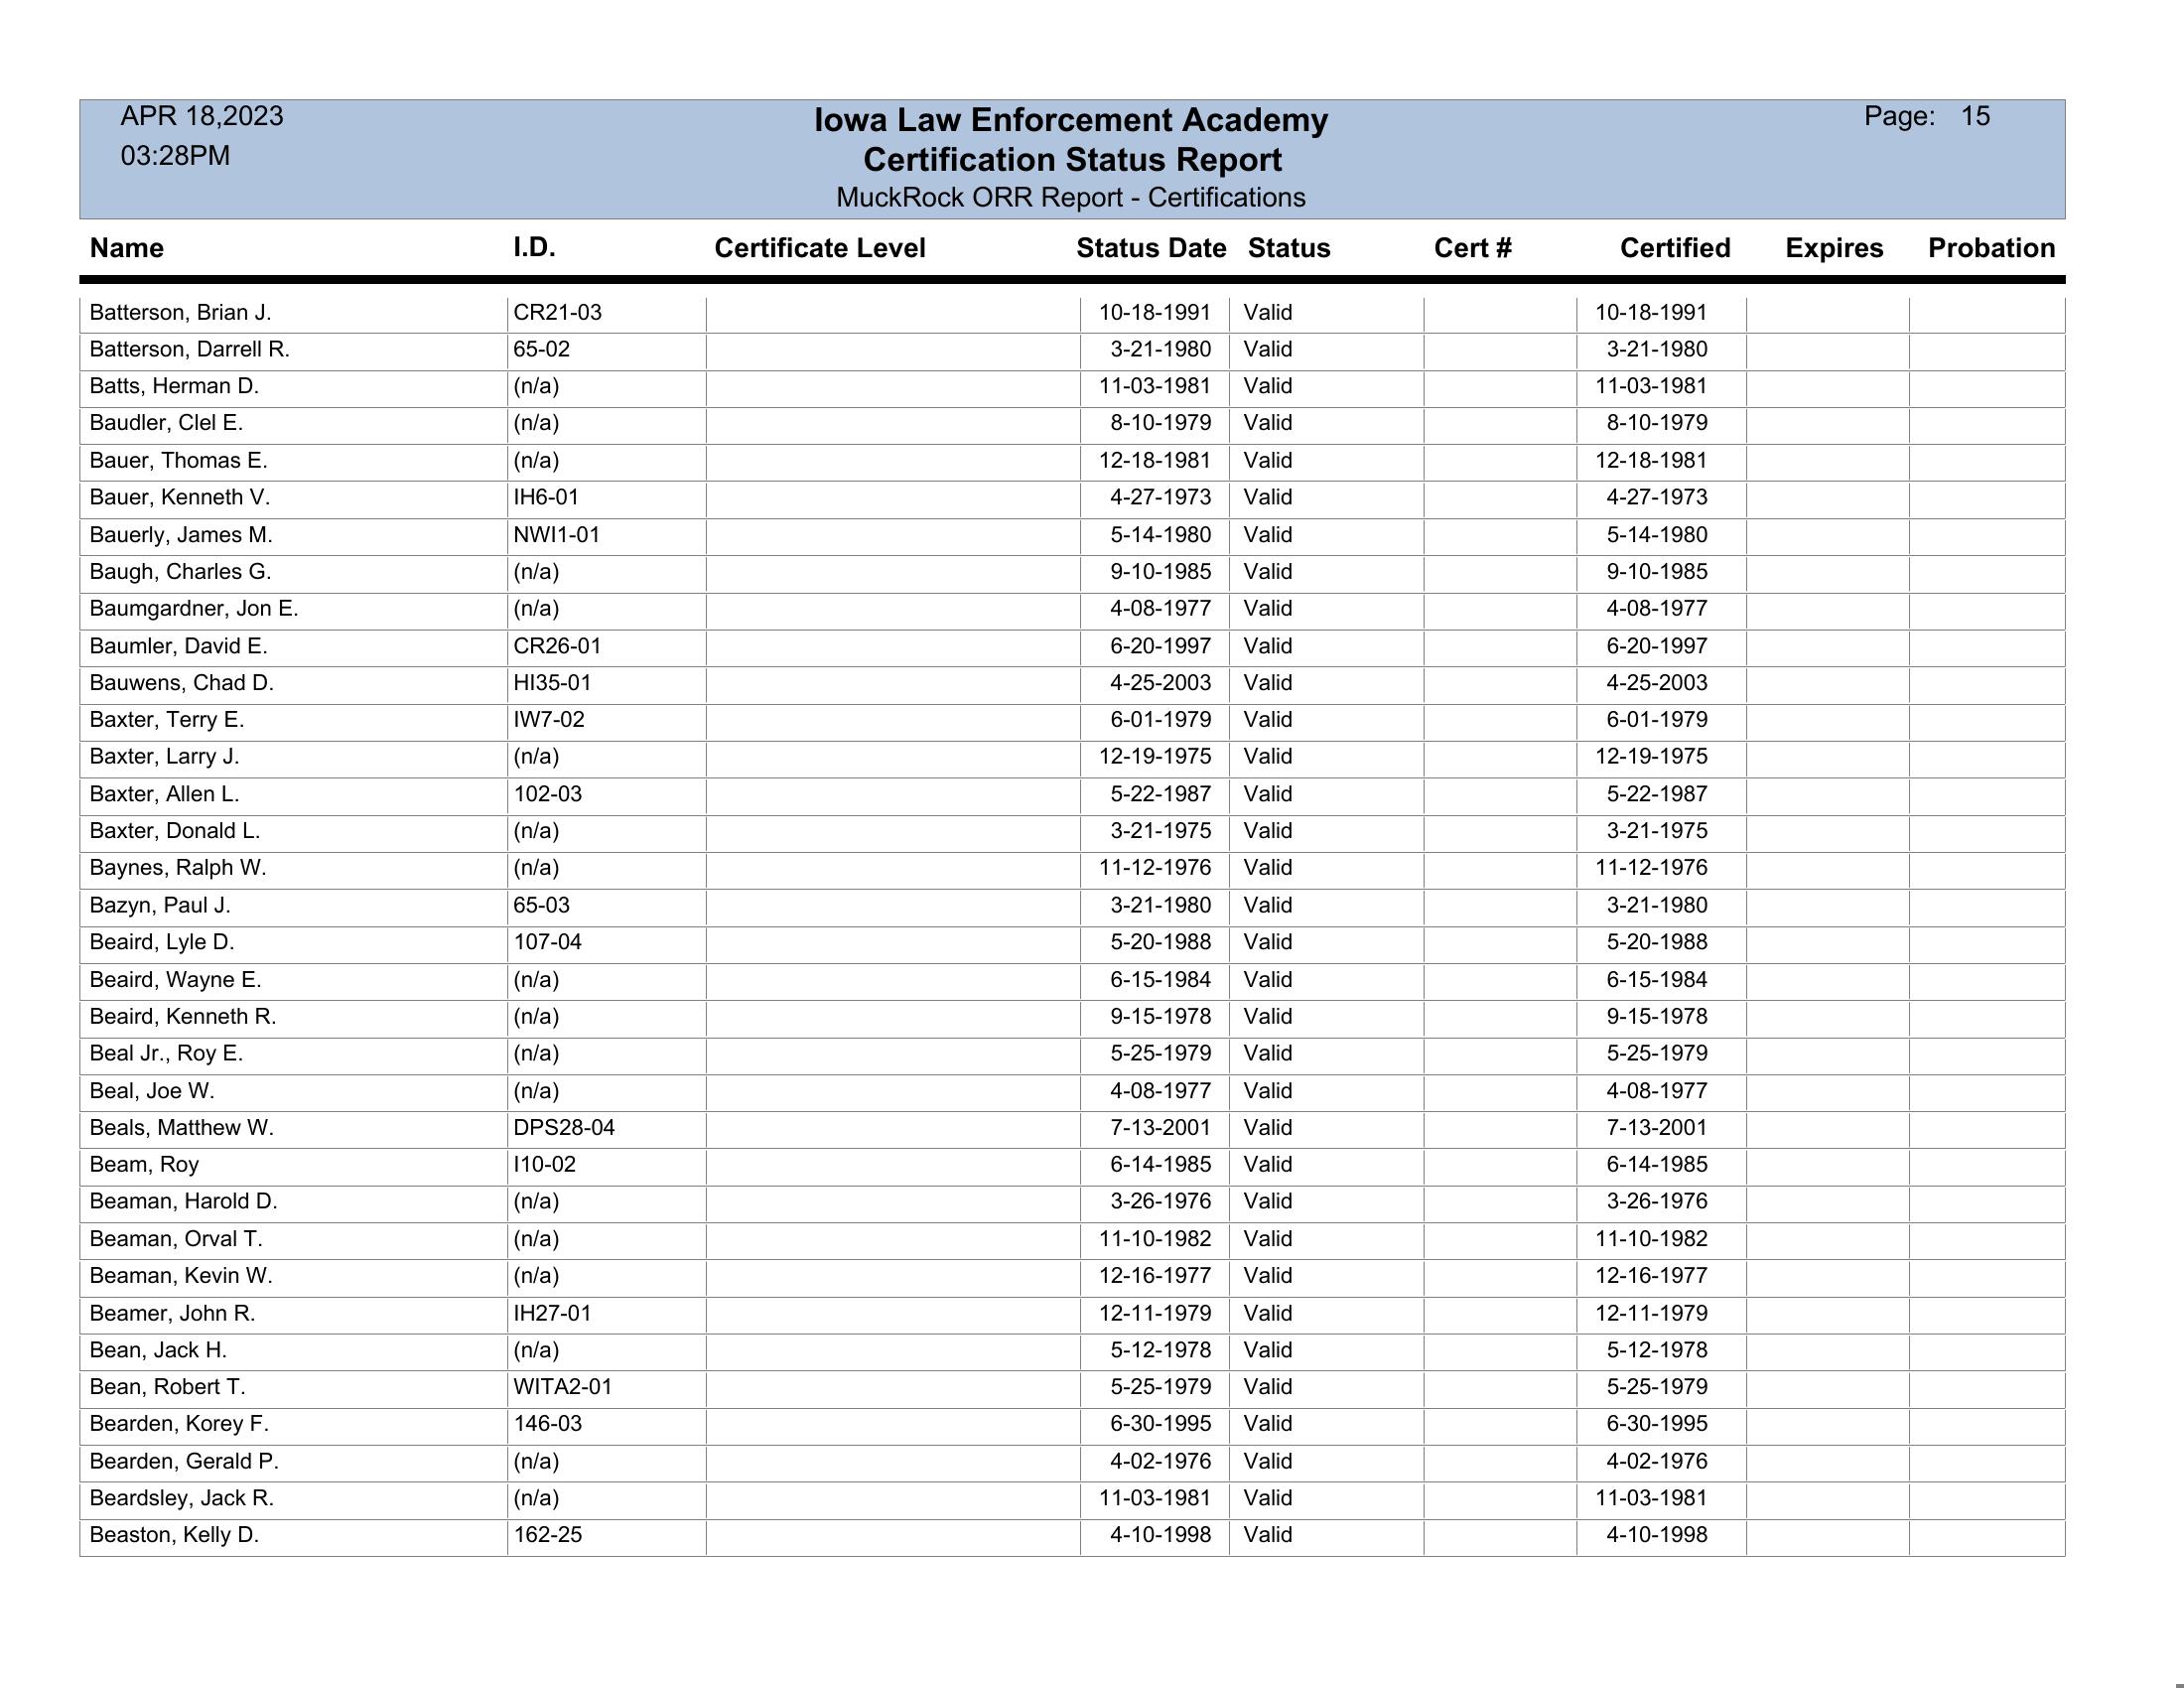 APR 18,2023
03:28PM
Iowa Law Enforcement Academy
Certification Status Report
MuckRock ORR Report - Certifications
Page: 15
Name I.D. Certificate Level Status Date Status Cert # Certified Expires Probation
Batterson, Brian J. CR21-03 10-18-1991 Valid 10-18-1991
Batterson, Darrell R. 65-02 3-21-1980 Valid 3-21-1980
Batts, Herman D. (n/a) 11-03-1981 Valid 11-03-1981
Baudler, Clel E. (n/a) 8-10-1979 Valid 8-10-1979
Bauer, Thomas E. (n/a) 12-18-1981 Valid 12-18-1981
Bauer, Kenneth V. IH6-01 4-27-1973 Valid 4-27-1973
Bauerly, James M. NWI1-01 5-14-1980 Valid 5-14-1980
Baugh, Charles G. (n/a) 9-10-1985 Valid 9-10-1985
Baumgardner, Jon E. (n/a) 4-08-1977 Valid 4-08-1977
Baumler, David E. CR26-01 6-20-1997 Valid 6-20-1997
Bauwens, Chad D. HI35-01 4-25-2003 Valid 4-25-2003
Baxter, Terry E. IW7-02 6-01-1979 Valid 6-01-1979
Baxter, Larry J. (n/a) 12-19-1975 Valid 12-19-1975
Baxter, Allen L. 102-03 5-22-1987 Valid 5-22-1987
Baxter, Donald L. (n/a) 3-21-1975 Valid 3-21-1975
Baynes, Ralph W. (n/a) 11-12-1976 Valid 11-12-1976
Bazyn, Paul J. 65-03 3-21-1980 Valid 3-21-1980
Beaird, Lyle D. 107-04 5-20-1988 Valid 5-20-1988
Beaird, Wayne E. (n/a) 6-15-1984 Valid 6-15-1984
Beaird, Kenneth R. (n/a) 9-15-1978 Valid 9-15-1978
Beal Jr., Roy E. (n/a) 5-25-1979 Valid 5-25-1979
Beal, Joe W. (n/a) 4-08-1977 Valid 4-08-1977
Beals, Matthew W. DPS28-04 7-13-2001 Valid 7-13-2001
Beam, Roy I10-02 6-14-1985 Valid 6-14-1985
Beaman, Harold D. (n/a) 3-26-1976 Valid 3-26-1976
Beaman, Orval T. (n/a) 11-10-1982 Valid 11-10-1982
Beaman, Kevin W. (n/a) 12-16-1977 Valid 12-16-1977
Beamer, John R. IH27-01 12-11-1979 Valid 12-11-1979
Bean, Jack H. (n/a) 5-12-1978 Valid 5-12-1978
Bean, Robert T. WITA2-01 5-25-1979 Valid 5-25-1979
Bearden, Korey F. 146-03 6-30-1995 Valid 6-30-1995
Bearden, Gerald P. (n/a) 4-02-1976 Valid 4-02-1976
Beardsley, Jack R. (n/a) 11-03-1981 Valid 11-03-1981
Beaston, Kelly D. 162-25 4-10-1998 Valid 4-10-1998